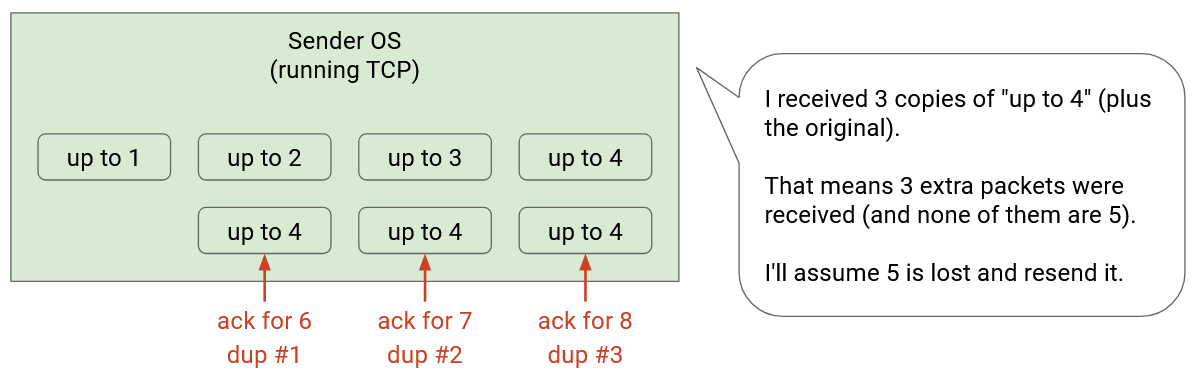 Sender OS
(running TCP)
up to 1
up to 2
up to 3
up to 4
up to 4
up to 4
up to 4
ack for 6
dup #1
ack for 7
dup #2
ack for 8
dup #3
I received 3 copies of "up to 4" (plus
the original).
That means 3 extra packets were
received (and none of them are 5).
I'll assume 5 is lost and resend it.